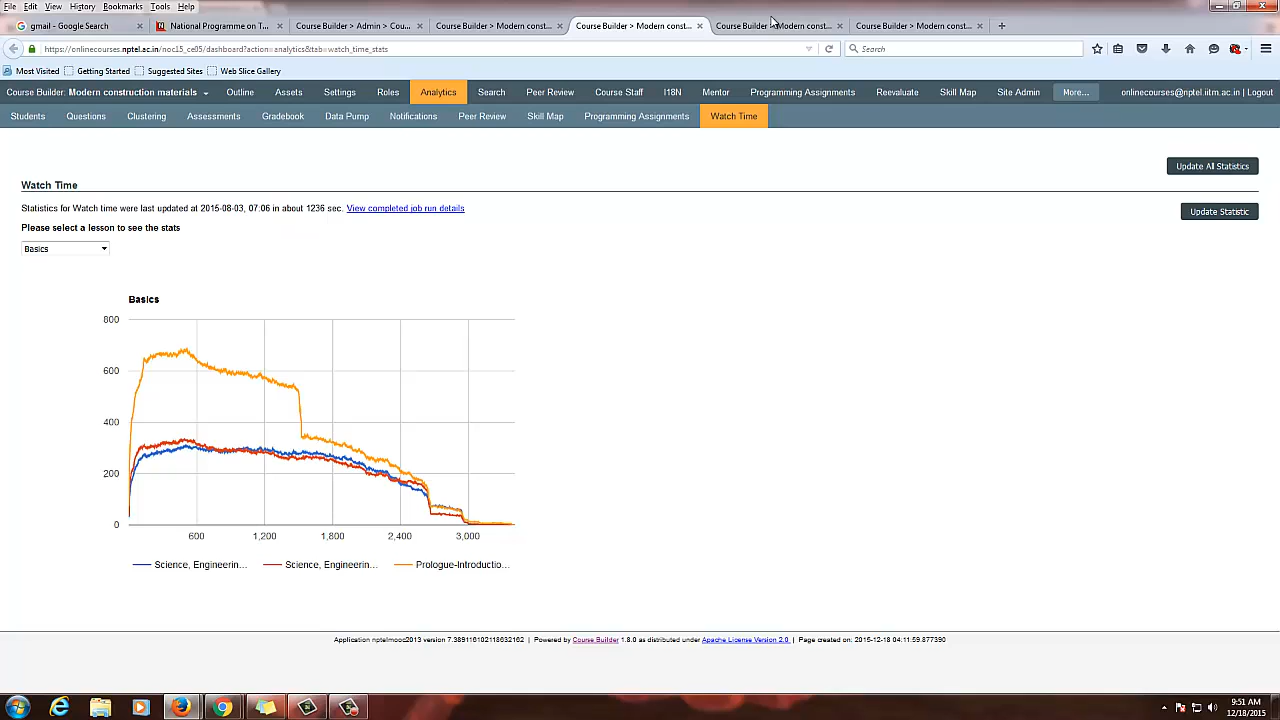 File Edit View History Bookmarks Tools Help
gmail - Google Search
National Programme on T...
Course Builder > Admin > Cou...
Course Builder > Modern const...
Course Builder > Modern const...
Course Builder > Modern const...
Course Builder > Modern const...
https://onlinecourses.nptel.ac.in/noc15_ce05/dashboard?action=analytics&tab=watch_time_stats
Search
Most Visited Getting Started Suggested Sites Web Slice Gallery
Course Builder: Modern construction materials Outline Assets Settings Roles Analytics Search Peer Review Course Staff I18N Mentor Programming Assignments Reevaluate Skill Map Site Admin More... onlinecourses@nptel.iitm.ac.in | Logout
Students Questions Clustering Assessments Gradebook Data Pump Notifications Peer Review Skill Map Programming Assignments Watch Time
Update All Statistics
Watch Time
Statistics for Watch time were last updated at 2015-08-03, 07:06 in about 1236 sec. View completed job run details
Update Statistic
Please select a lesson to see the stats
Basics
Basics
800
600
400
200
0
600 1,200 1,800 2,400 3,000
Science, Engineerin... Science, Engineerin... Prologue-Introductio...
Application nptelmooc2013 version 7.389116102118632162 | Powered by Course Builder 1.8.0 as distributed under Apache License Version 2.0 | Page created on: 2015-12-18 04:11:59.877390
9:51 AM
12/18/2015